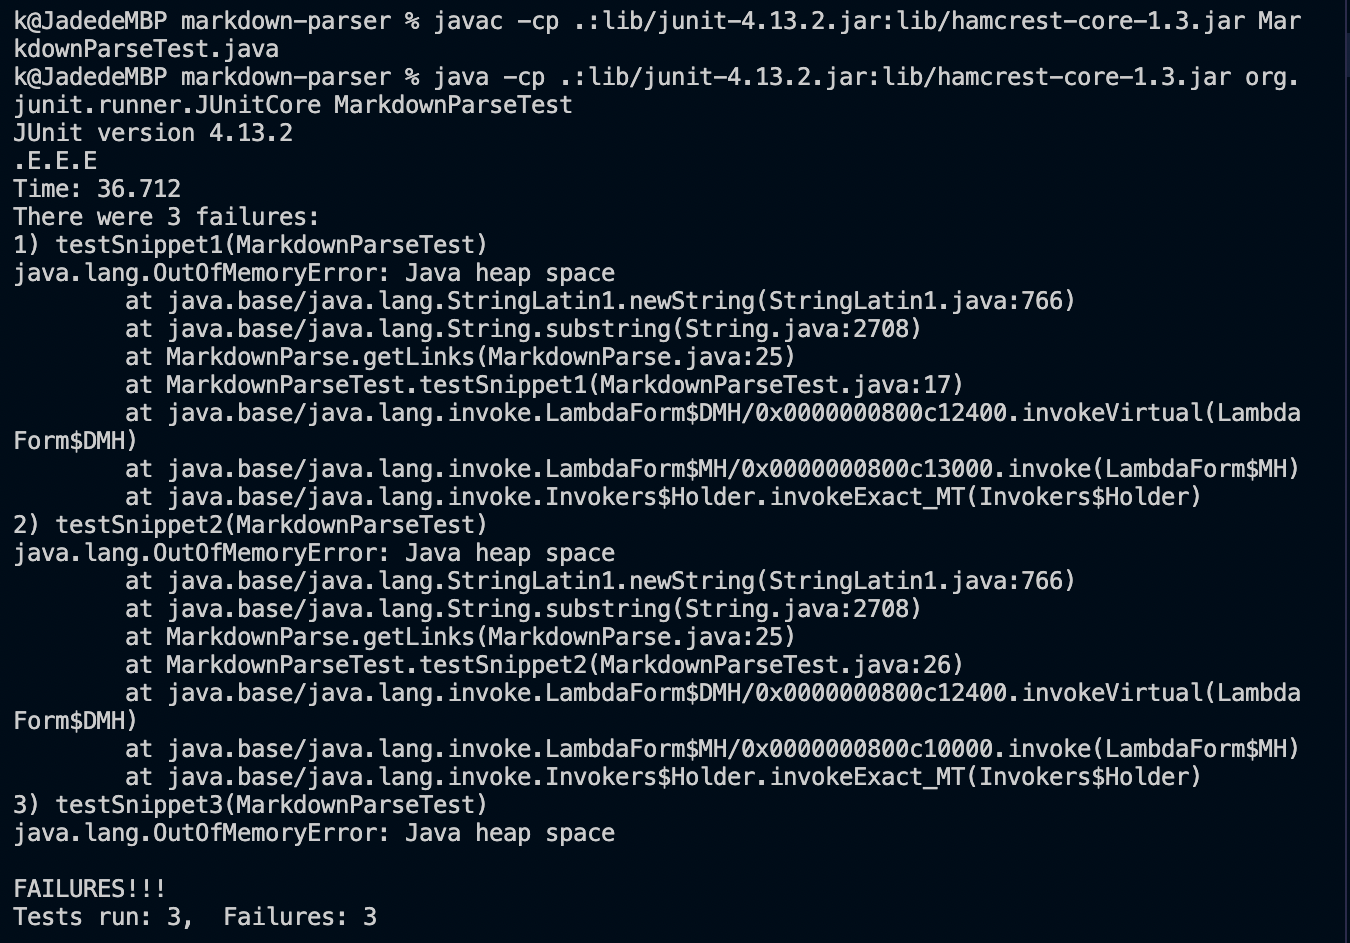 k@JadedeMBP markdown-parser % javac -cp .:lib/junit-4.13.2.jar:lib/hamcrest-core-1.3.jar Mar
kdownParseTest.java
k@JadedeMBP markdown-parser % java -cp .:lib/junit-4.13.2.jar:lib/hamcrest-core-1.3.jar org.
junit.runner.JUnitCore MarkdownParseTest
JUnit version 4.13.2
.E.E.E
Time: 36.712
There were 3 failures:
1) testSnippet1(MarkdownParseTest)
java.lang.OutOfMemoryError: Java heap space
        at java.base/java.lang.StringLatin1.newString(StringLatin1.java:766)
        at java.base/java.lang.String.substring(String.java:2708)
        at MarkdownParse.getLinks(MarkdownParse.java:25)
        at MarkdownParseTest.testSnippet1(MarkdownParseTest.java:17)
        at java.base/java.lang.invoke.LambdaForm$DMH/0x0000000800c12400.invokeVirtual(Lambda
Form$DMH)
        at java.base/java.lang.invoke.LambdaForm$MH/0x0000000800c13000.invoke(LambdaForm$MH)
        at java.base/java.lang.invoke.Invokers$Holder.invokeExact_MT(Invokers$Holder)
2) testSnippet2(MarkdownParseTest)
java.lang.OutOfMemoryError: Java heap space
        at java.base/java.lang.StringLatin1.newString(StringLatin1.java:766)
        at java.base/java.lang.String.substring(String.java:2708)
        at MarkdownParse.getLinks(MarkdownParse.java:25)
        at MarkdownParseTest.testSnippet2(MarkdownParseTest.java:26)
        at java.base/java.lang.invoke.LambdaForm$DMH/0x0000000800c12400.invokeVirtual(Lambda
Form$DMH)
        at java.base/java.lang.invoke.LambdaForm$MH/0x0000000800c10000.invoke(LambdaForm$MH)
        at java.base/java.lang.invoke.Invokers$Holder.invokeExact_MT(Invokers$Holder)
3) testSnippet3(MarkdownParseTest)
java.lang.OutOfMemoryError: Java heap space

FAILURES!!!
Tests run: 3,  Failures: 3